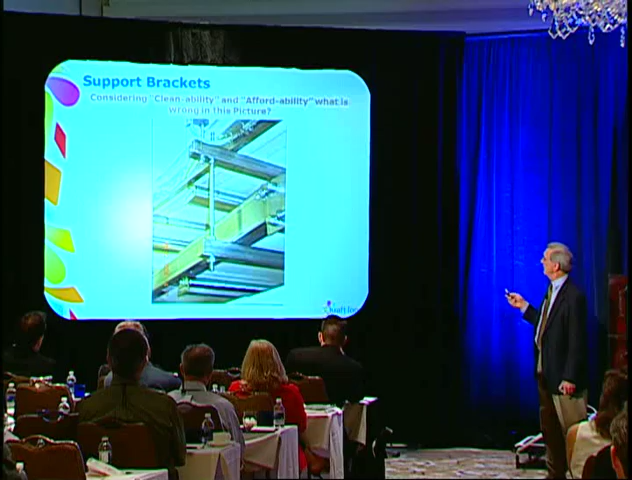 Support Brackets
Considering "Clean-ability" and "Afford-ability" what is
wrong in this Picture?